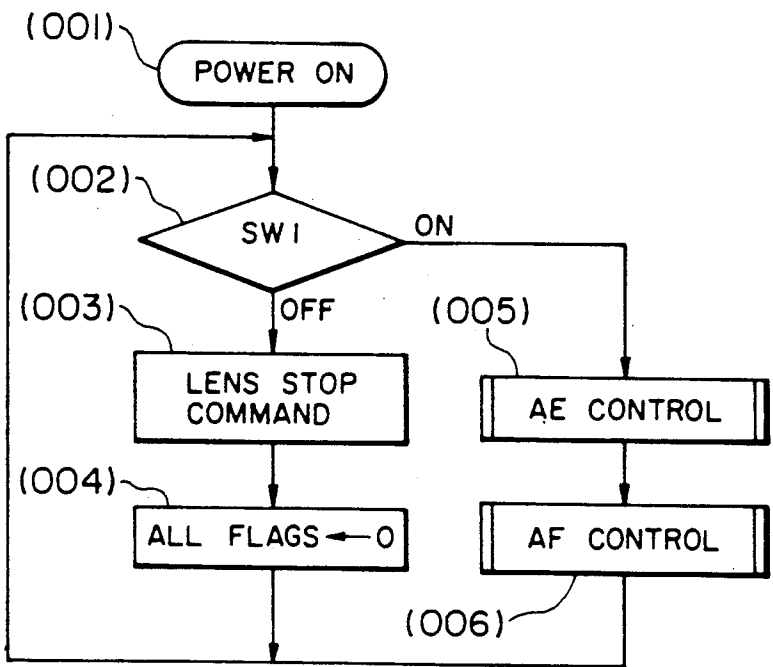 (001)
POWER ON
(002)
SW1
ON
OFF
(003)
(005)
LENS STOP
COMMAND
AE CONTROL
(004)
ALL FLAGS ← 0
AF CONTROL
(006)